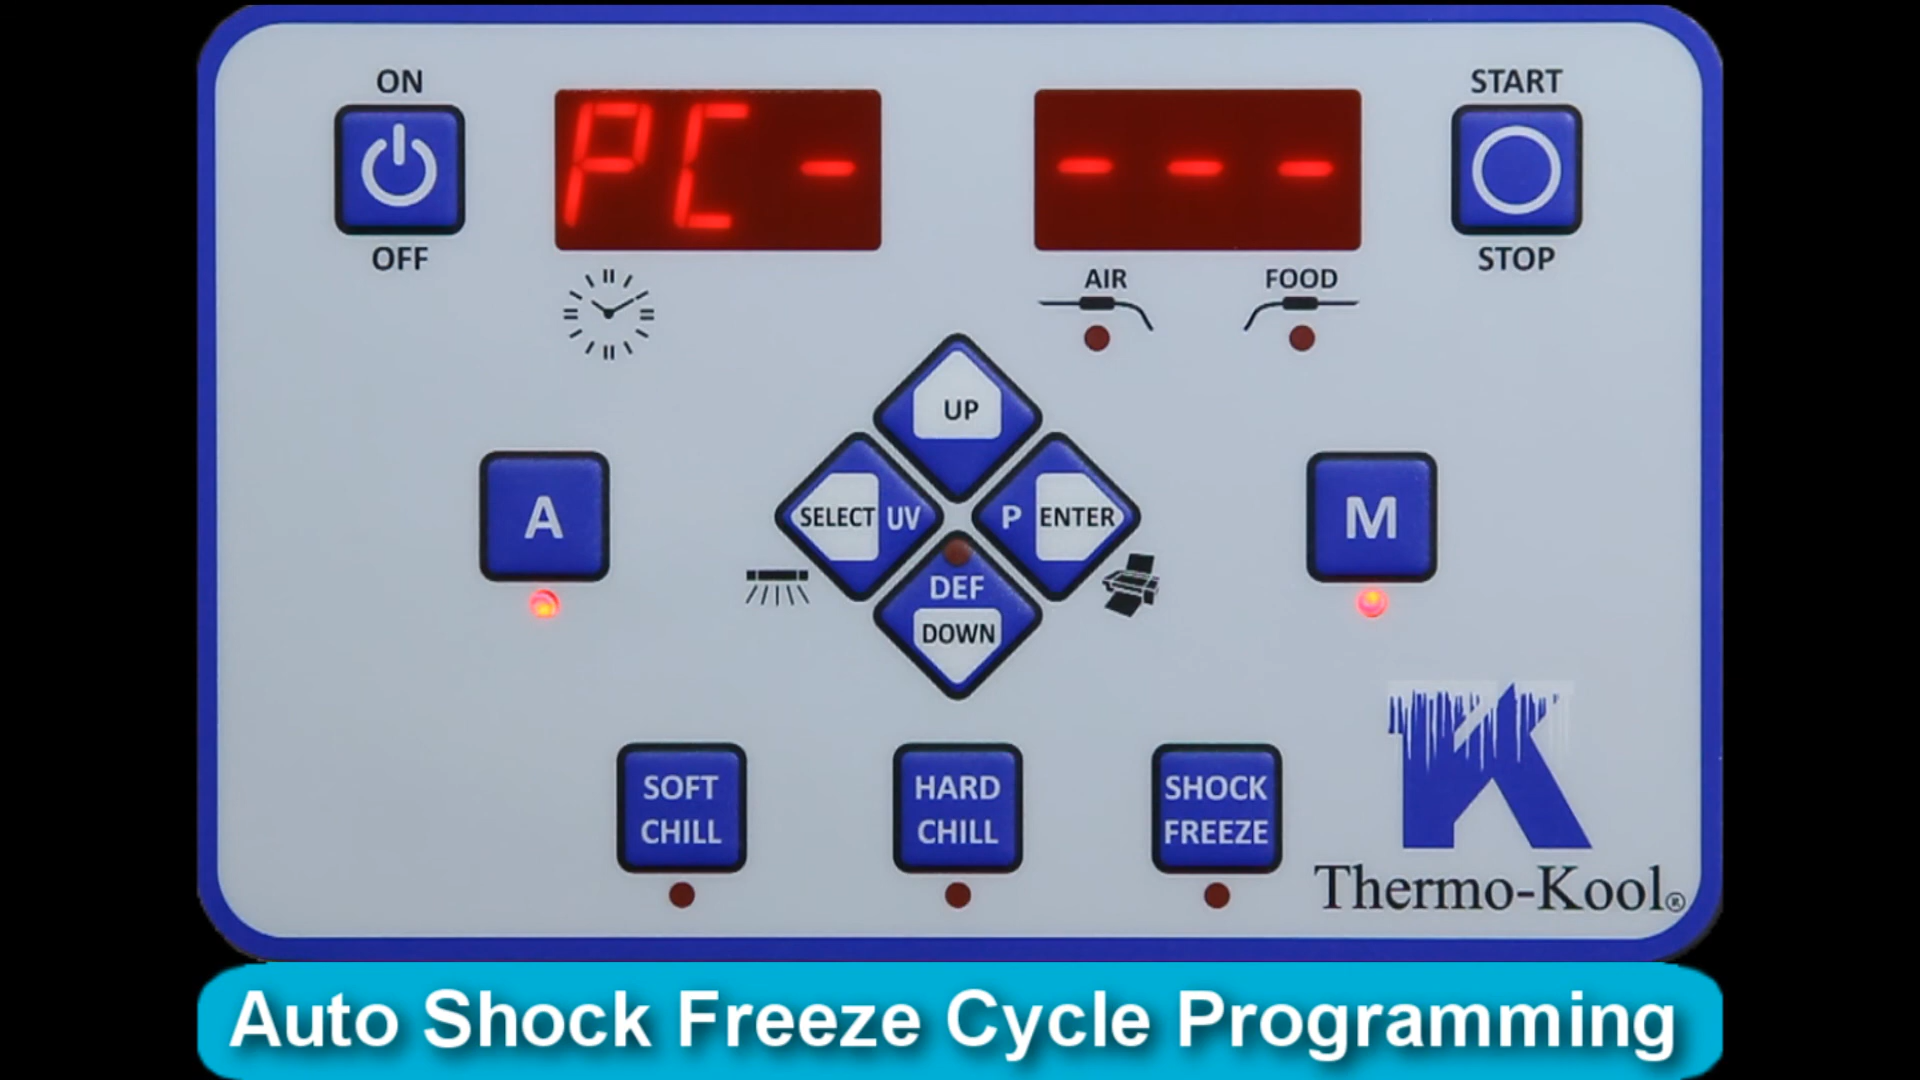 ON
OFF
PC -
- - -
START
STOP
AIR
FOOD
UP
A
SELECT UV
P ENTER
M
DEF
DOWN
SOFT
CHILL
HARD
CHILL
SHOCK
FREEZE
K
Thermo-Kool®
Auto Shock Freeze Cycle Programming